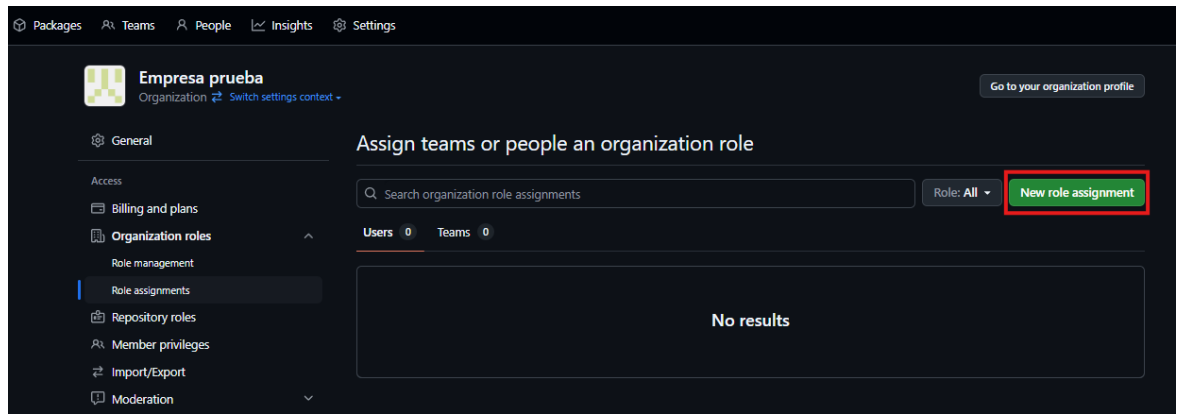 Packages Teams People Insights Settings
Empresa prueba
Organization Switch settings context
Go to your organization profile
General
Assign teams or people an organization role
Access
Search organization role assignments
Role: All
New role assignment
Billing and plans
Organization roles
Users 0 Teams 0
Role management
Role assignments
Repository roles
No results
Member privileges
Import/Export
Moderation